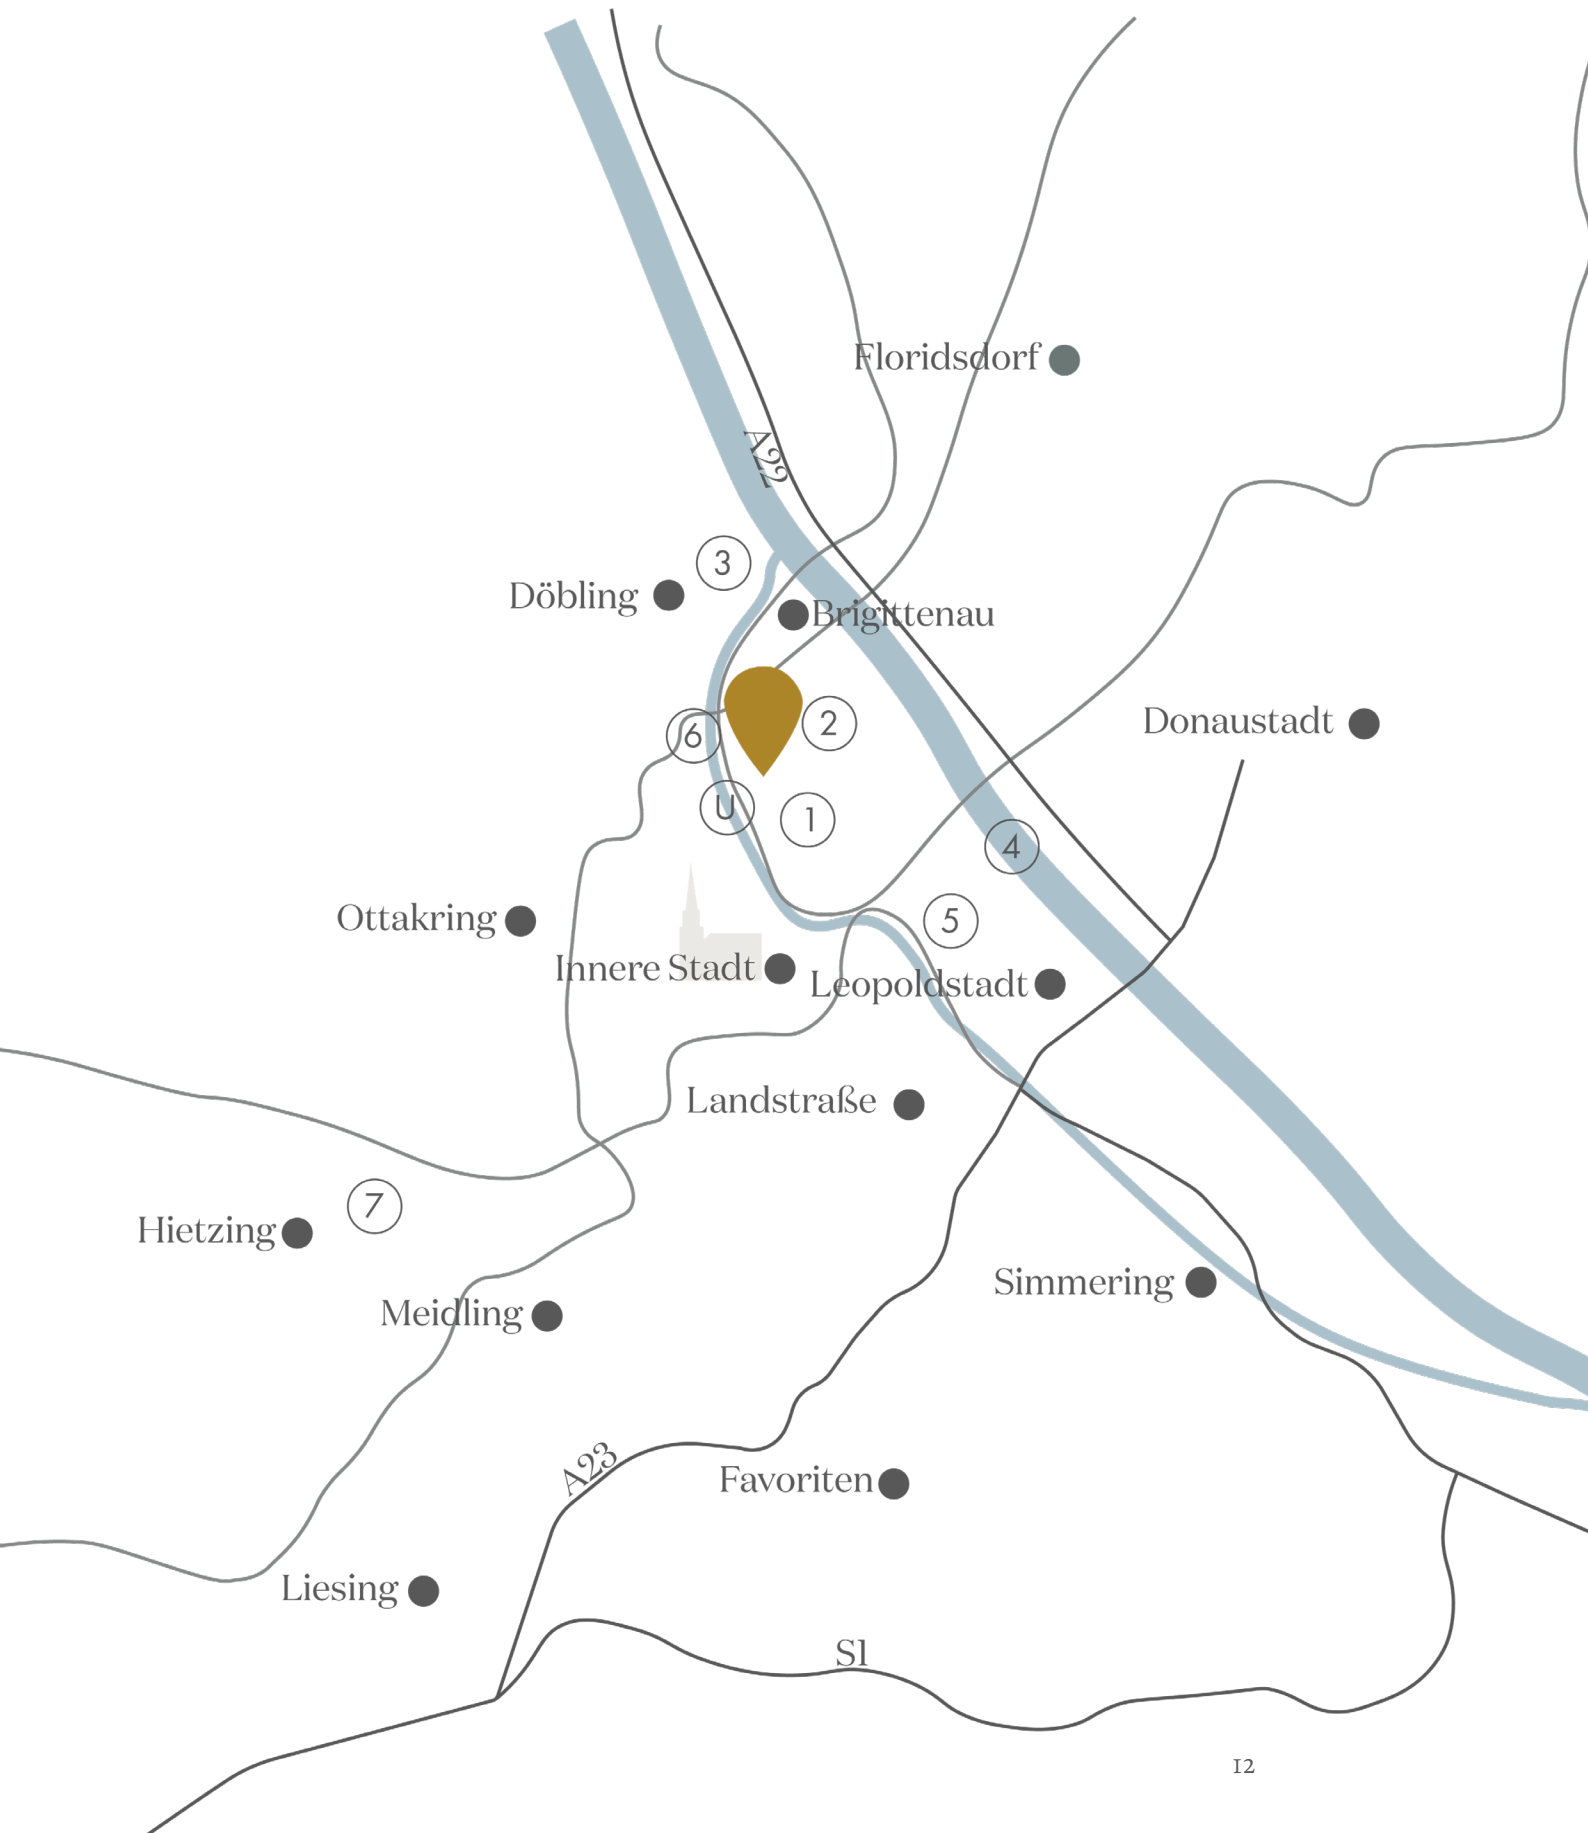 Floridsdorf
A22
3
Döbling
Brigittenau
2
6
Donaustadt
U
1
4
Ottakring
5
Innere Stadt
Leopoldstadt
Landstraße
7
Hietzing
Simmering
Meidling
A23
Favoriten
Liesing
S1
12